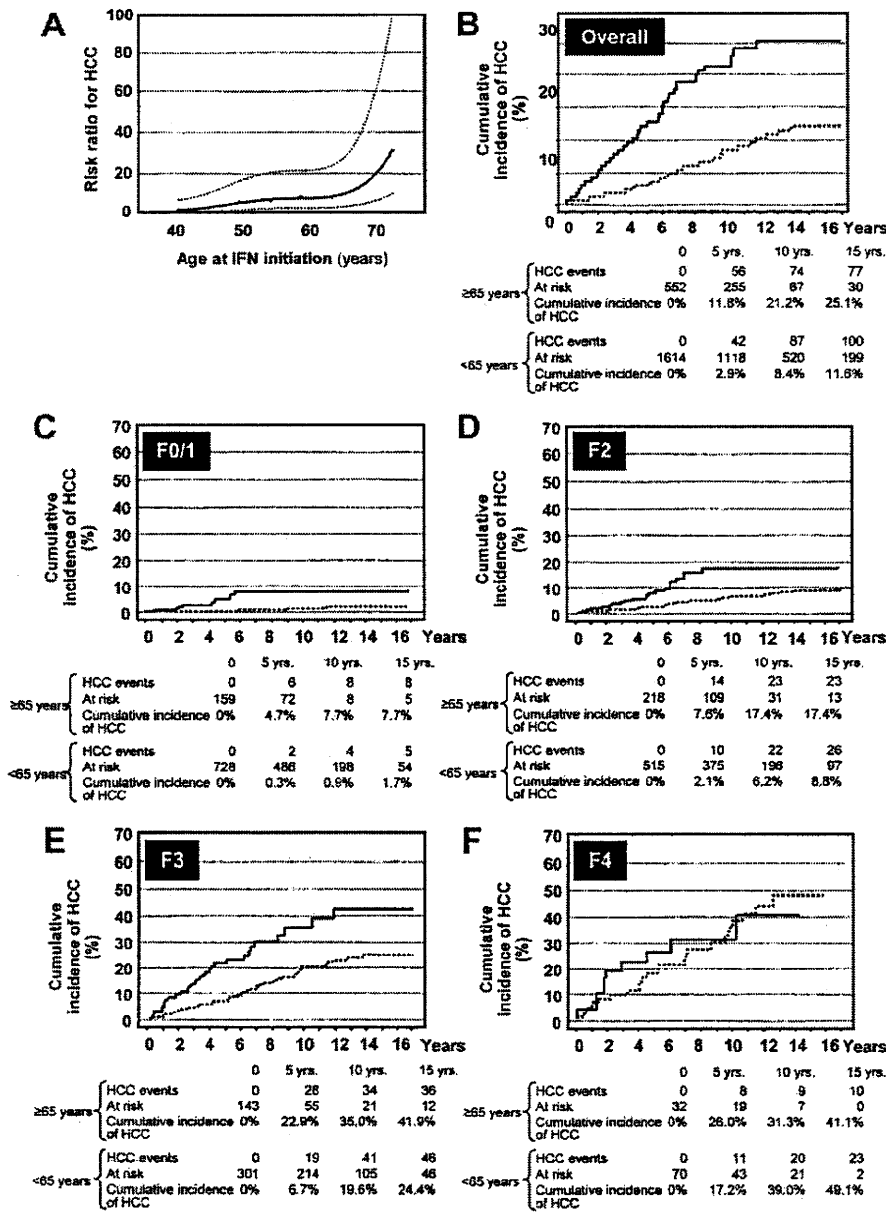 A
100
80
60
40
20
0
Risk ratio for HCC
40 50 60 70
Age at IFN initiation (years)
B
Overall
30
20
10
0
Cumulative
incidence of HCC
(%)
0 2 4 6 8 10 12 14 16 Years
0 5 yrs. 10 yrs. 15 yrs.
≥65 years
HCC events 0 56 74 77
At risk 552 255 67 30
Cumulative incidence 0% 11.8% 21.2% 25.1%
of HCC
<65 years
HCC events 0 42 87 100
At risk 1614 1118 520 199
Cumulative incidence 0% 2.9% 8.4% 11.6%
of HCC
C
F0/1
70
60
50
40
30
20
10
0
Cumulative
incidence of HCC
(%)
0 2 4 6 8 10 12 14 16 Years
0 5 yrs. 10 yrs. 15 yrs.
≥65 years
HCC events 0 6 8 8
At risk 159 72 8 5
Cumulative incidence 0% 4.7% 7.7% 7.7%
of HCC
<65 years
HCC events 0 2 4 5
At risk 728 486 198 54
Cumulative incidence 0% 0.3% 0.9% 1.7%
of HCC
D
F2
70
60
50
40
30
20
10
0
Cumulative
incidence of HCC
(%)
0 2 4 6 8 10 12 14 16 Years
0 5 yrs. 10 yrs. 15 yrs.
≥65 years
HCC events 0 14 23 23
At risk 218 109 31 13
Cumulative incidence 0% 7.6% 17.4% 17.4%
of HCC
<65 years
HCC events 0 10 22 26
At risk 515 375 196 97
Cumulative incidence 0% 2.1% 6.2% 8.8%
of HCC
E
F3
70
60
50
40
30
20
10
0
Cumulative
incidence of HCC
(%)
0 2 4 6 8 10 12 14 16 Years
0 5 yrs. 10 yrs. 15 yrs.
≥65 years
HCC events 0 28 34 36
At risk 143 55 21 12
Cumulative incidence 0% 22.9% 35.0% 41.9%
of HCC
<65 years
HCC events 0 19 41 46
At risk 301 214 105 46
Cumulative incidence 0% 6.7% 19.6% 24.4%
of HCC
F
F4
70
60
50
40
30
20
10
0
Cumulative
incidence of HCC
(%)
0 2 4 6 8 10 12 14 16 Years
0 5 yrs. 10 yrs. 15 yrs.
≥65 years
HCC events 0 8 9 10
At risk 32 19 7 0
Cumulative incidence 0% 26.0% 31.3% 41.1%
of HCC
<65 years
HCC events 0 11 20 23
At risk 70 43 21 2
Cumulative incidence 0% 17.2% 39.0% 49.1%
of HCC